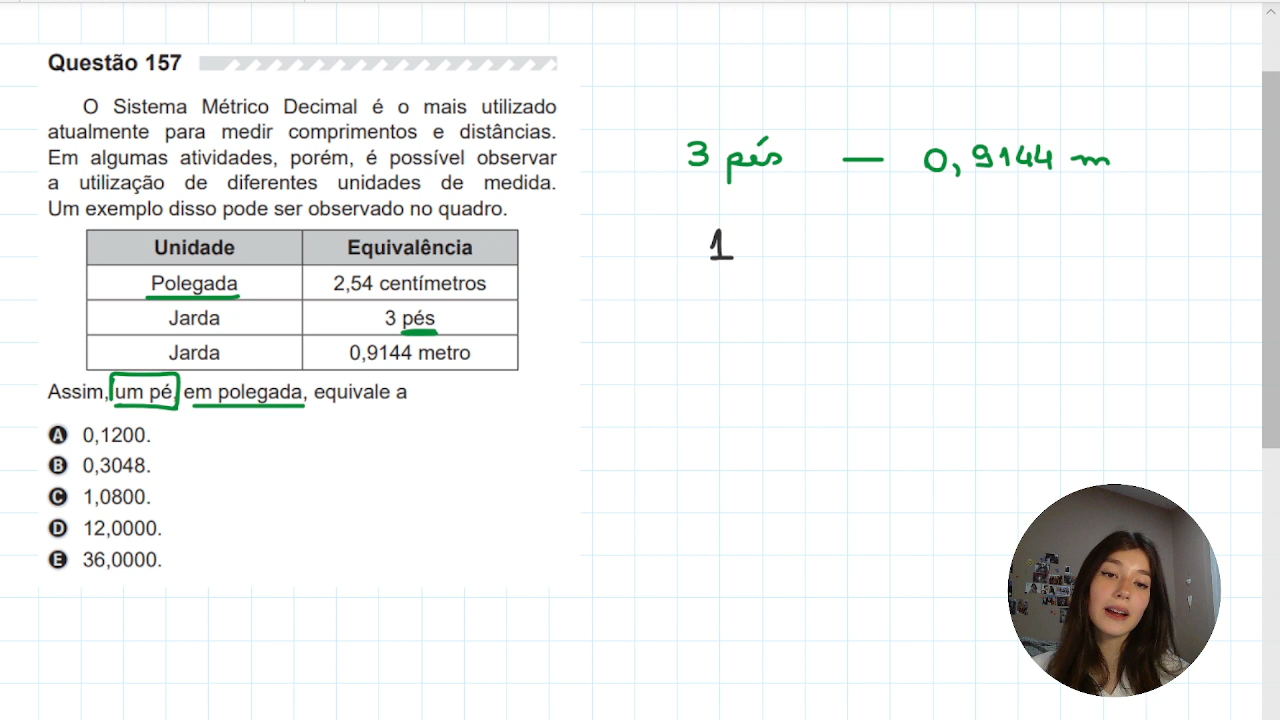 Questão 157
O Sistema Métrico Decimal é o mais utilizado
atualmente para medir comprimentos e distâncias.
Em algumas atividades, porém, é possível observar
a utilização de diferentes unidades de medida.
Um exemplo disso pode ser observado no quadro.
Unidade Equivalência
Polegada 2,54 centímetros
Jarda 3 pés
Jarda 0,9144 metro
Assim, um pé, em polegada, equivale a
A 0,1200.
B 0,3048.
C 1,0800.
D 12,0000.
E 36,0000.
3 pés — 0,9144 m
1